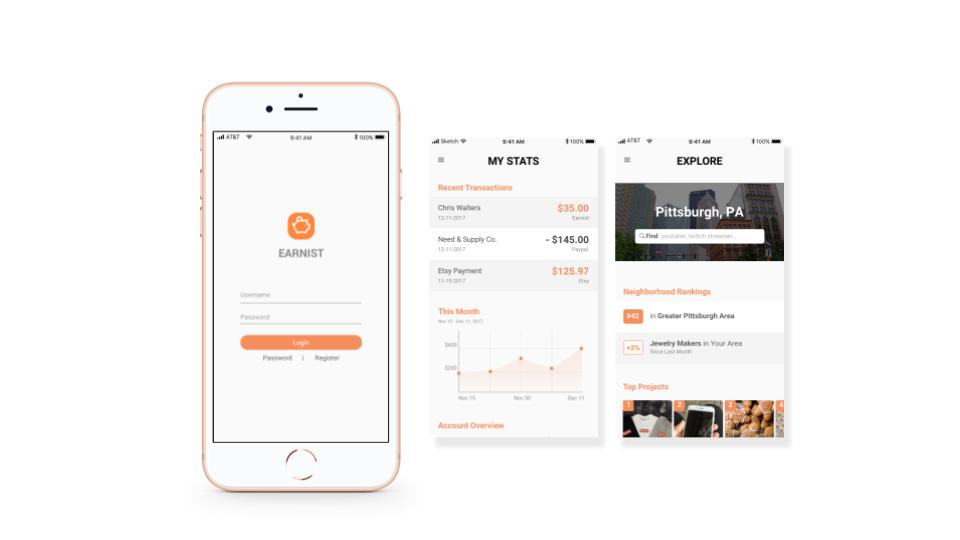 AT&T 9:41 AM 100%
EARNIST
Username
Password
Login
Password | Register
Sketch 9:41 AM 100%
MY STATS
Recent Transactions
Chris Walters $35.00
12-11-2017 Earnist
Need & Supply Co. - $145.00
12-11-2017 Paypal
Etsy Payment $125.97
11-19-2017 Etsy
This Month
Nov 15 - Dec 11, 2017
$400
$200
Nov 15 Nov 30 Dec 11
Account Overview
AT&T 9:41 AM 100%
EXPLORE
Pittsburgh, PA
Find youtuber, twitch streamer...
Neighborhood Rankings
#42 in Greater Pittsburgh Area
+3% Jewelry Makers in Your Area
Since Last Month
Top Projects
1 2 3 4